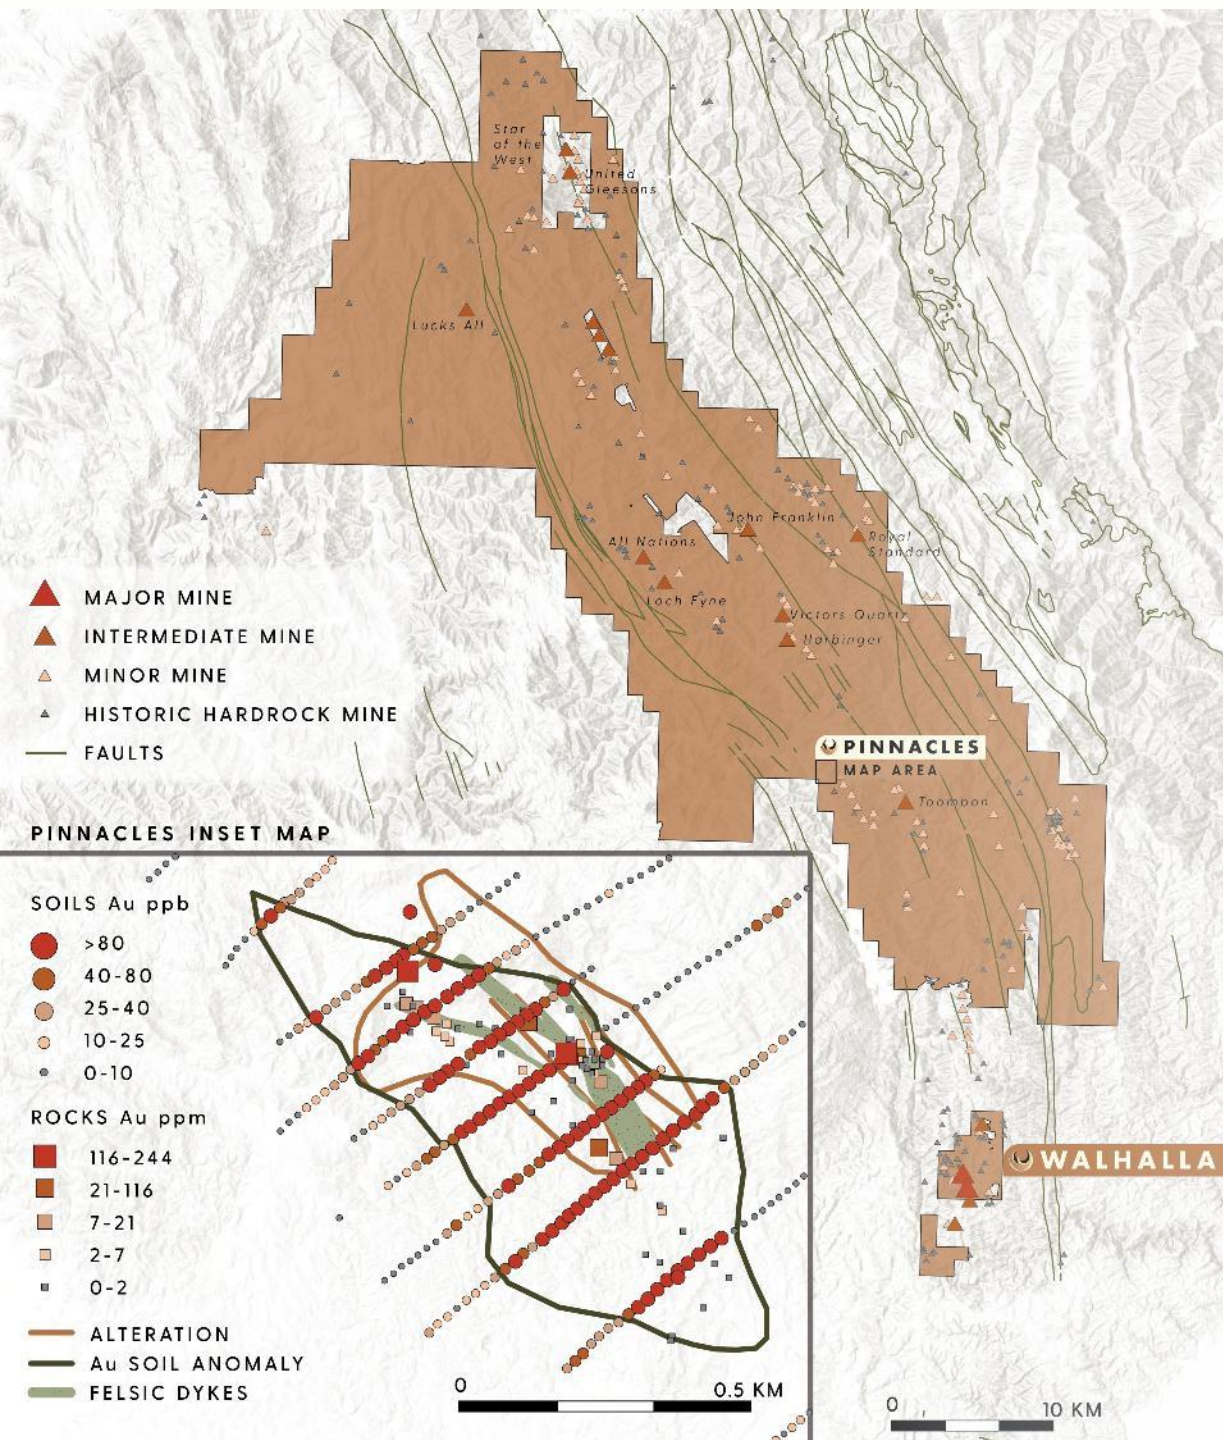 Star
of the
West
United
Gleesons
Lucks All
John Franklin
All Nations
Royal
Standard
Loch Fyne
Victors Quartz
Harbinger
MAJOR MINE
INTERMEDIATE MINE
MINOR MINE
HISTORIC HARDROCK MINE
FAULTS
PINNACLES
MAP AREA
Toombon
PINNACLES INSET MAP
SOILS Au ppb
>80
40-80
25-40
10-25
0-10
ROCKS Au ppm
116-244
21-116
7-21
2-7
0-2
ALTERATION
Au SOIL ANOMALY
FELSIC DYKES
0 0.5 KM
WALHALLA
0 10 KM